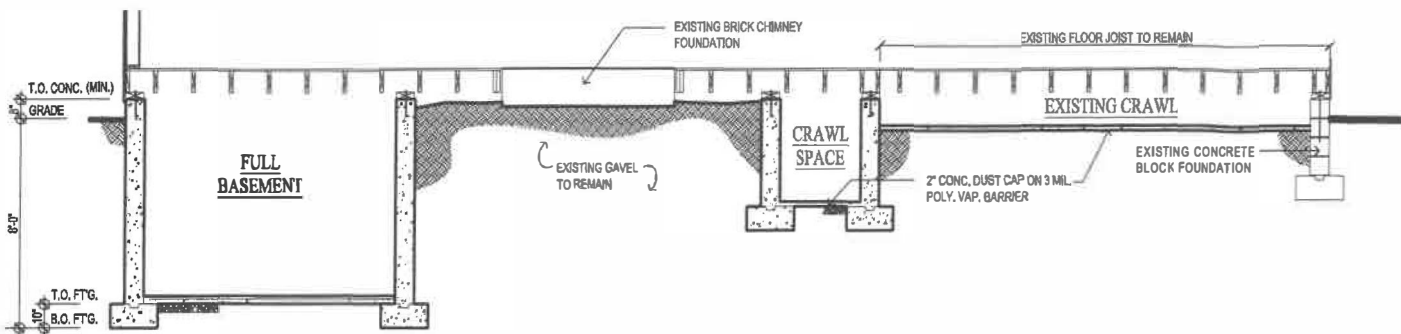 EXISTING BRICK CHIMNEY
FOUNDATION
EXISTING FLOOR JOIST TO REMAIN
T.O. CONC. (MIN.)
GRADE
8"
EXISTING CRAWL
FULL
BASEMENT
CRAWL
SPACE
EXISTING GAVEL
TO REMAIN
EXISTING CONCRETE
BLOCK FOUNDATION
2" CONC. DUST CAP ON 3 MIL.
POLY. VAP. BARRIER
8'-0"
T.O. FT'G.
10"
B.O. FT'G.